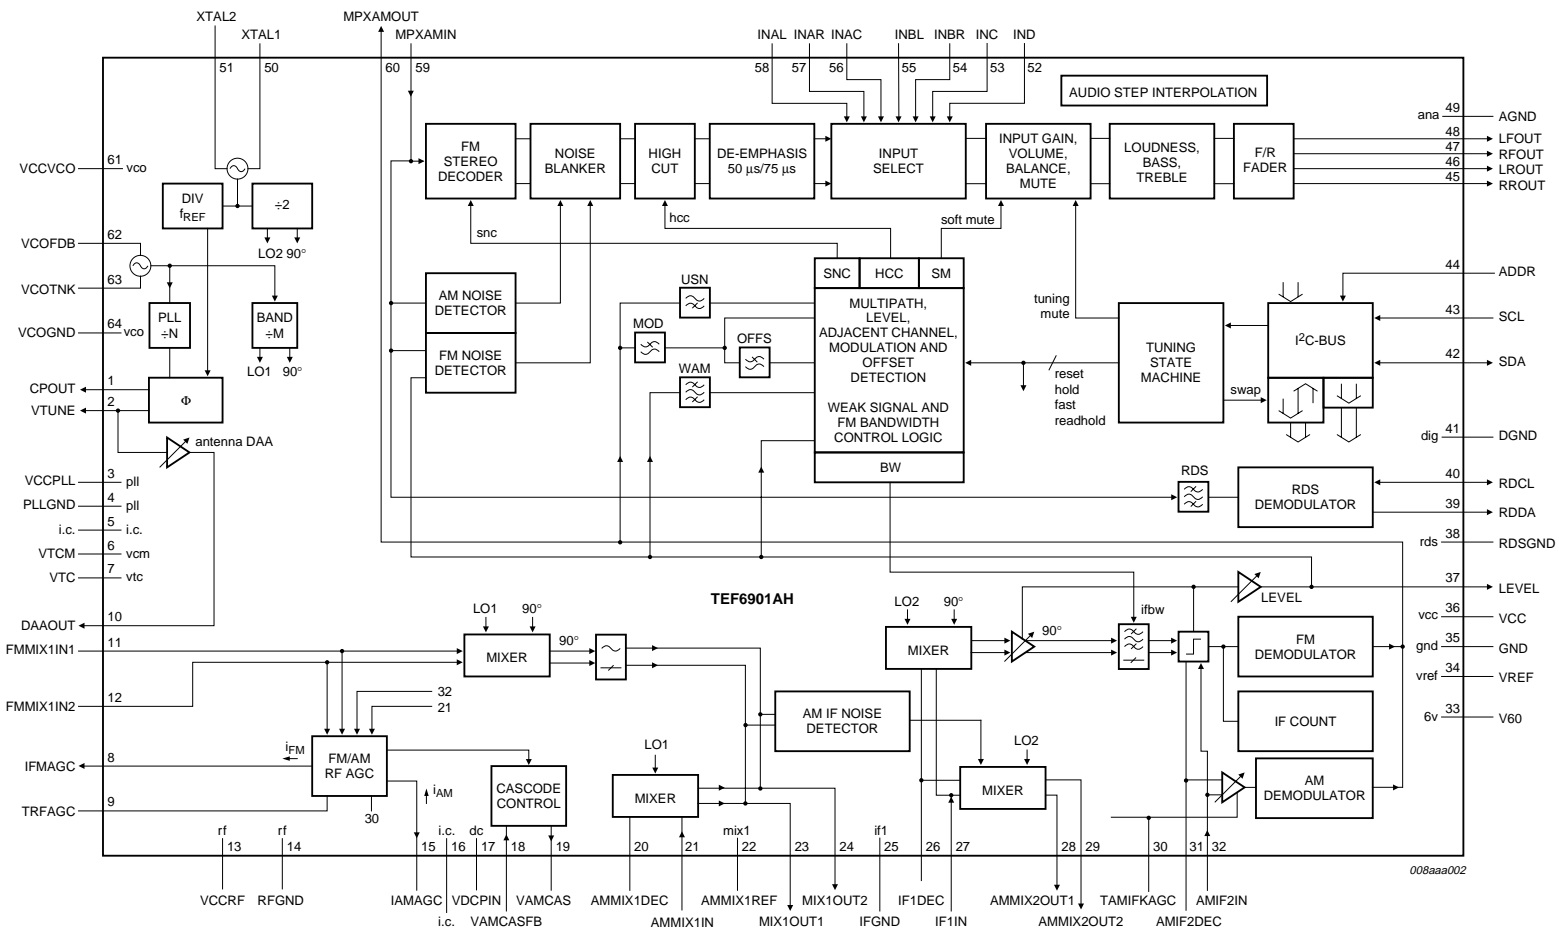 XTAL2
XTAL1
MPXAMOUT
MPXAMIN
INAL
INAR
INAC
INBL
INBR
INC
IND
51
50
60
59
58
57
56
55
54
53
52
AUDIO STEP INTERPOLATION
VCCVCO
61
vco
DIV
fREF
÷2
LO2 90°
VCOFDB
62
VCOTNK
63
VCOGND
64
vco
PLL
÷N
BAND
÷M
LO1 90°
CPOUT
1
VTUNE
2
Φ
antenna DAA
VCCPLL
3
pll
PLLGND
4
pll
i.c.
5
i.c.
VTCM
6
vcm
VTC
7
vtc
DAAOUT
10
FMMIX1IN1
11
FMMIX1IN2
12
IFMAGC
8
TRFAGC
9
FM
STEREO
DECODER
NOISE
BLANKER
HIGH
CUT
DE-EMPHASIS
50 µs/75 µs
INPUT
SELECT
INPUT GAIN,
VOLUME,
BALANCE,
MUTE
LOUDNESS,
BASS,
TREBLE
F/R
FADER
ana
49
AGND
48
LFOUT
47
RFOUT
46
LROUT
45
RROUT
snc
hcc
soft mute
AM NOISE
DETECTOR
FM NOISE
DETECTOR
USN
MOD
OFFS
WAM
SNC
HCC
SM
MULTIPATH,
LEVEL,
ADJACENT CHANNEL,
MODULATION AND
OFFSET
DETECTION
WEAK SIGNAL AND
FM BANDWIDTH
CONTROL LOGIC
BW
tuning
mute
reset
hold
fast
readhold
TUNING
STATE
MACHINE
swap
I2C-BUS
44
ADDR
43
SCL
42
SDA
dig
41
DGND
RDS
RDS
DEMODULATOR
40
RDCL
39
RDDA
rds
38
RDSGND
37
LEVEL
LEVEL
vcc
36
VCC
gnd
35
GND
vref
34
VREF
6v
33
V60
TEF6901AH
LO1
90°
MIXER
90°
32
21
iFM
FM/AM
RF AGC
iAM
30
CASCODE
CONTROL
LO1
MIXER
AM IF NOISE
DETECTOR
LO2
90°
MIXER
90°
ifbw
LO2
MIXER
FM
DEMODULATOR
IF COUNT
AM
DEMODULATOR
rf
13
rf
14
15
i.c.
16
dc
17
18
19
20
21
mix1
22
23
24
if1
25
26
27
28
29
30
31
32
008aaa002
VCCRF
RFGND
IAMAGC
i.c.
VDCPIN
VAMCASFB
VAMCAS
AMMIX1DEC
AMMIX1IN
AMMIX1REF
MIX1OUT1
MIX1OUT2
IFGND
IF1DEC
IF1IN
AMMIX2OUT1
AMMIX2OUT2
TAMIFKAGC
AMIF2DEC
AMIF2IN